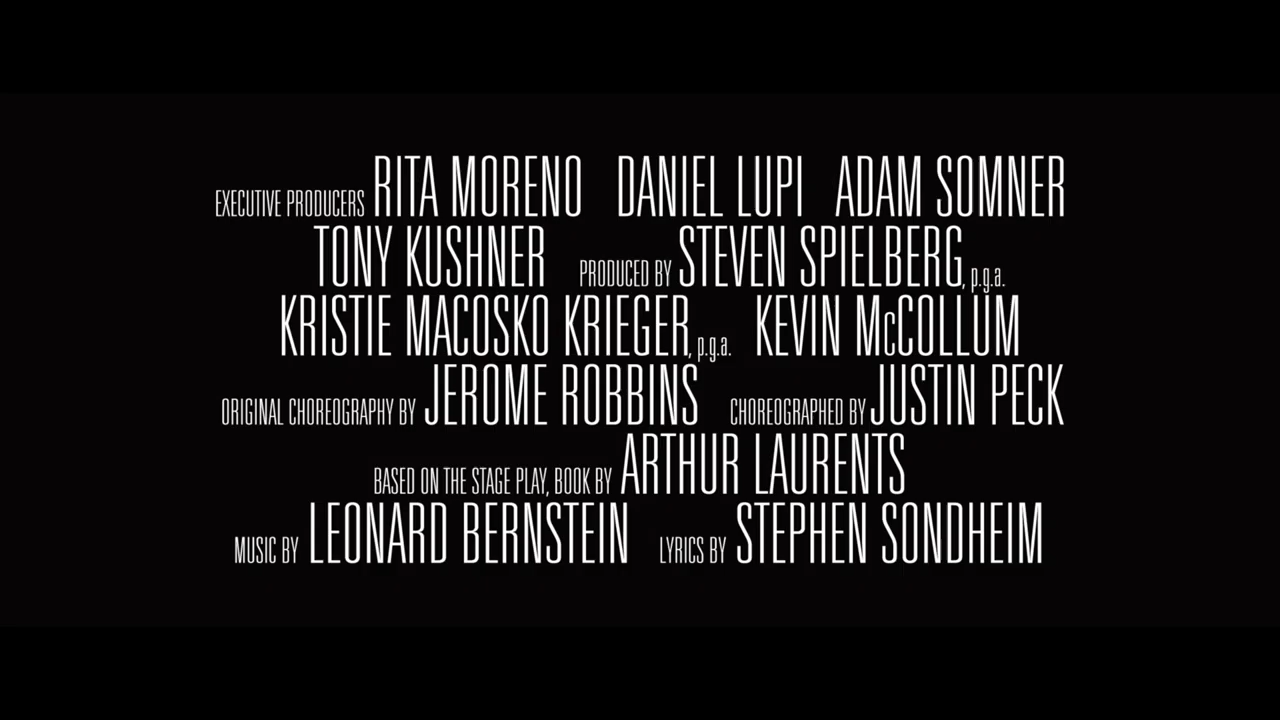 EXECUTIVE PRODUCERS RITA MORENO DANIEL LUPI ADAM SOMNER
TONY KUSHNER PRODUCED BY STEVEN SPIELBERG, p.g.a.
KRISTIE MACOSKO KRIEGER, p.g.a. KEVIN McCOLLUM
ORIGINAL CHOREOGRAPHY BY JEROME ROBBINS CHOREOGRAPHED BY JUSTIN PECK
BASED ON THE STAGE PLAY, BOOK BY ARTHUR LAURENTS
MUSIC BY LEONARD BERNSTEIN LYRICS BY STEPHEN SONDHEIM